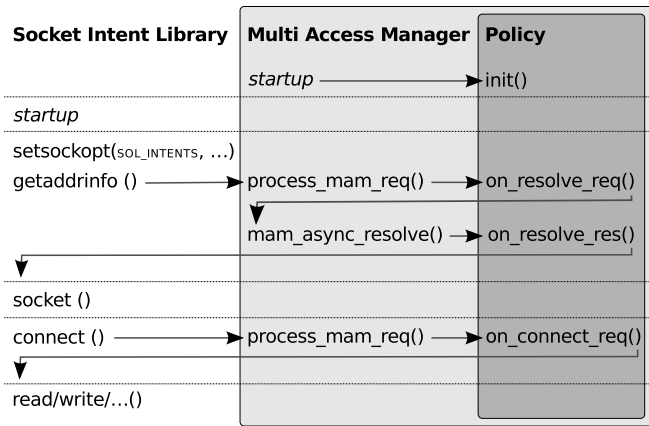 Socket Intent Library Multi Access Manager Policy
startup init()
startup
setsockopt(SOL_INTENTS, ...)
getaddrinfo () process_mam_req() on_resolve_req()
mam_async_resolve() on_resolve_res()
socket ()
connect () process_mam_req() on_connect_req()
read/write/...()